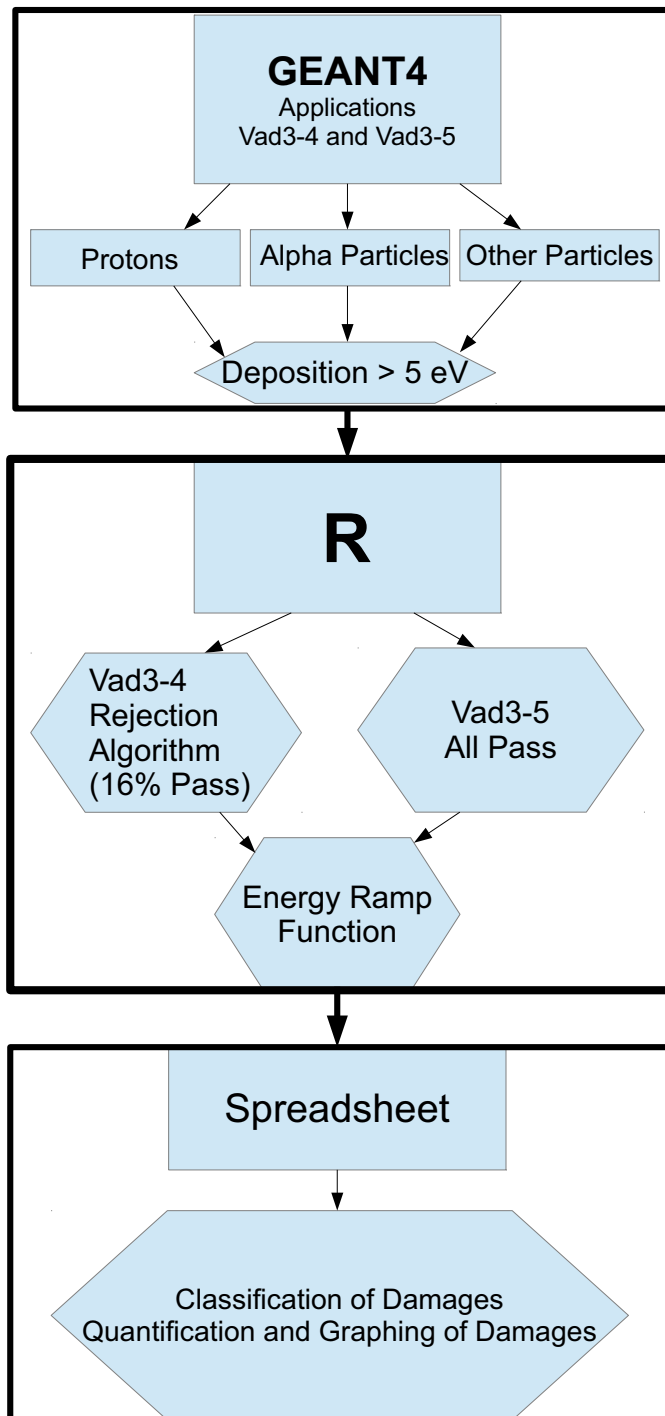 GEANT4
Applications
Vad3-4 and Vad3-5
Protons
Alpha Particles
Other Particles
Deposition > 5 eV
R
Vad3-4
Rejection
Algorithm
(16% Pass)
Vad3-5
All Pass
Energy Ramp
Function
Spreadsheet
Classification of Damages
Quantification and Graphing of Damages